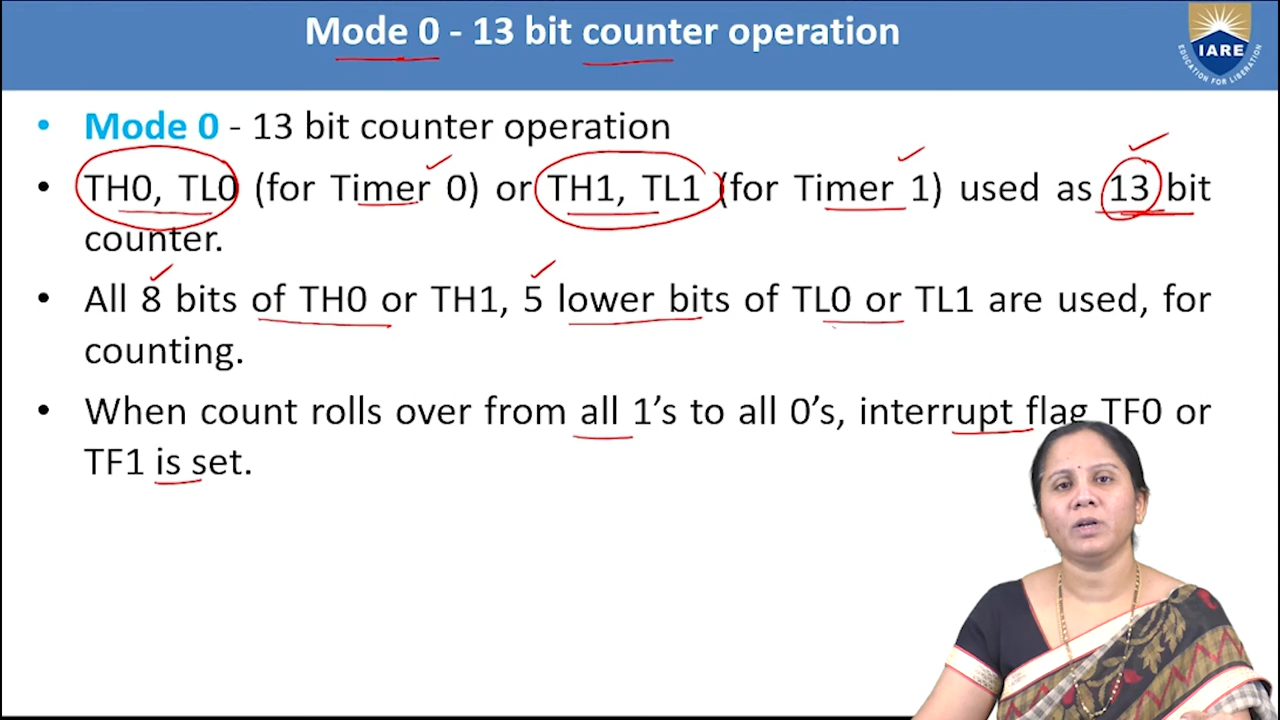 Mode 0 - 13 bit counter operation
IARE
EDUCATION FOR LIBERATION
• Mode 0 - 13 bit counter operation
• TH0, TL0 (for Timer 0) or TH1, TL1 (for Timer 1) used as 13 bit
counter.
• All 8 bits of TH0 or TH1, 5 lower bits of TL0 or TL1 are used, for
counting.
• When count rolls over from all 1’s to all 0’s, interrupt flag TF0 or
TF1 is set.